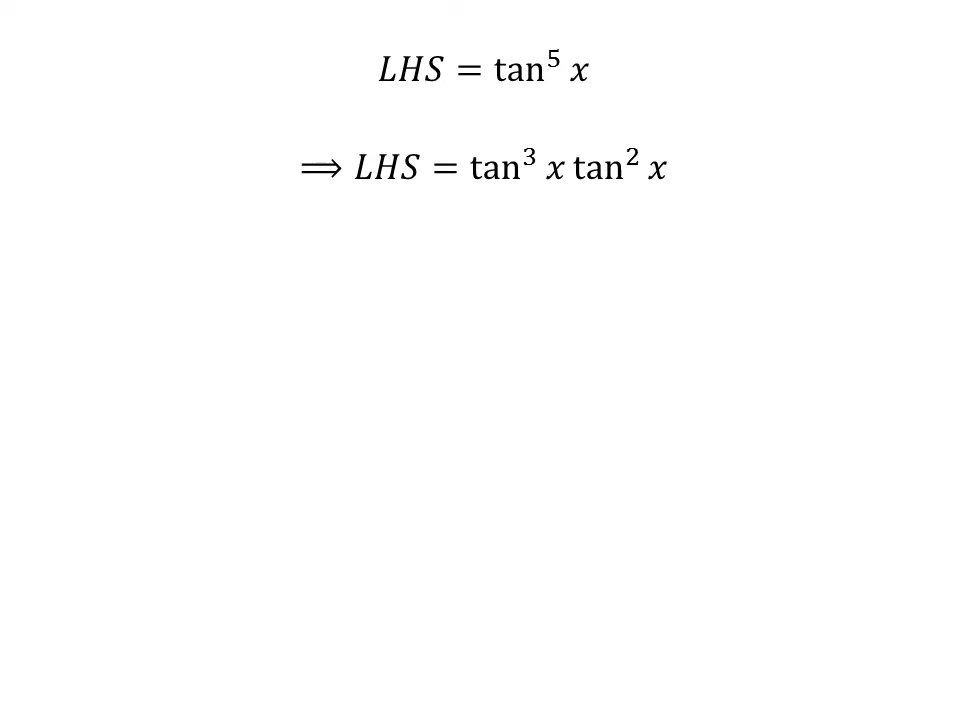 𝐿𝐻𝑆 = tan⁵ 𝑥
⟹ 𝐿𝐻𝑆 = tan³ 𝑥 tan² 𝑥